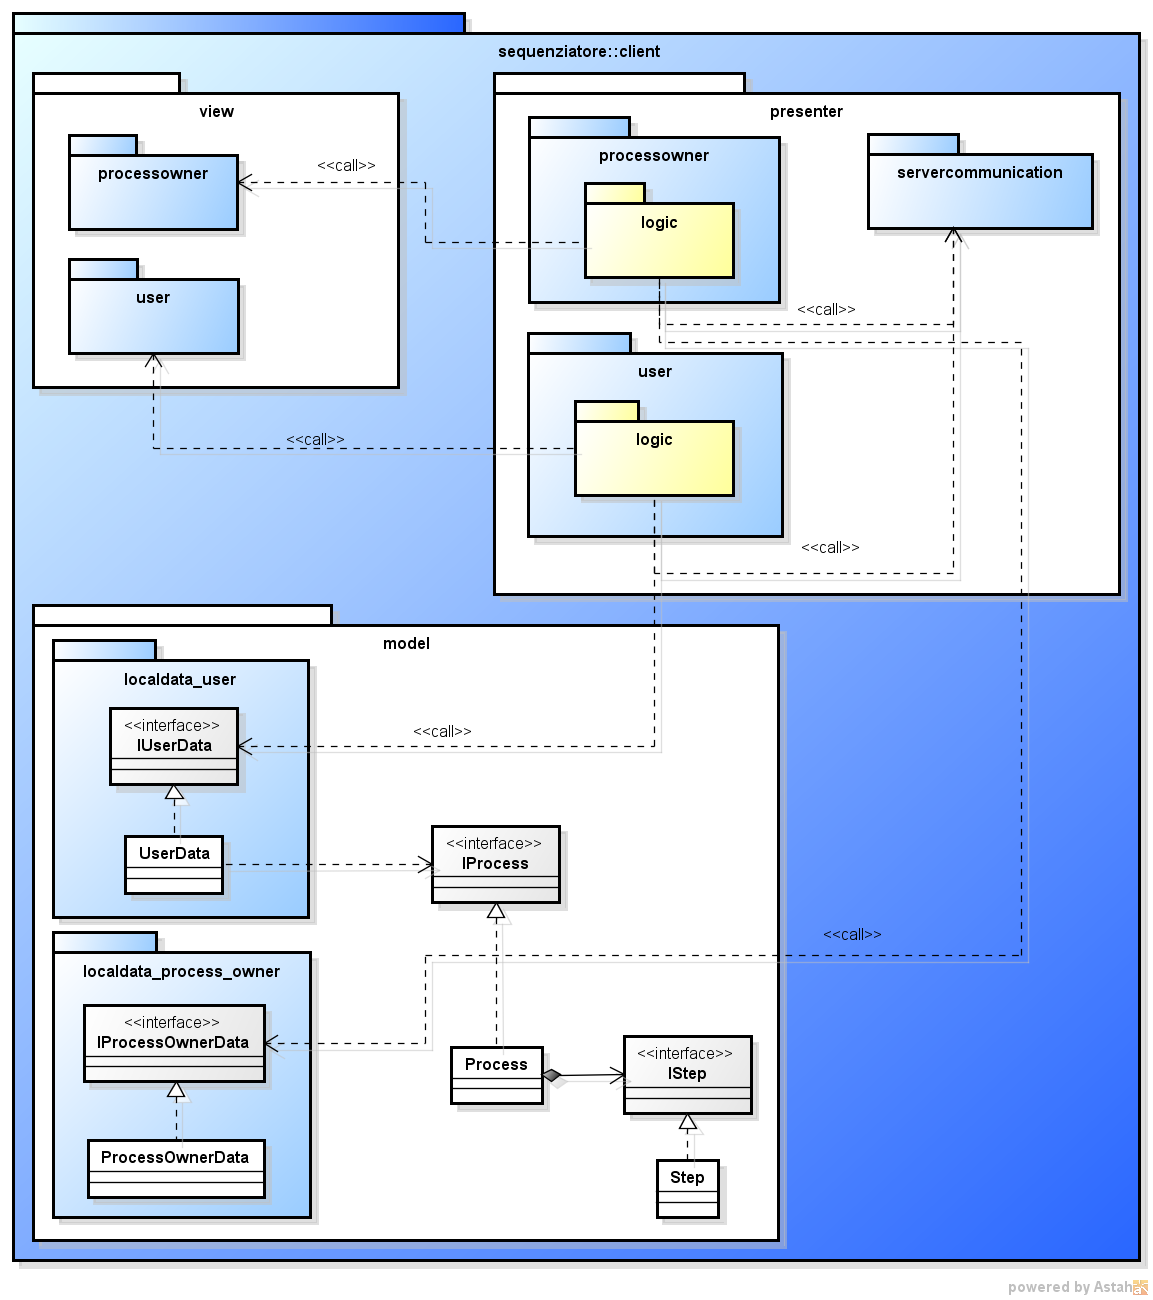 sequenziatore::client
view
processowner
<<call>>
user
<<call>>
presenter
processowner
logic
servercommunication
<<call>>
user
logic
<<call>>
model
localdata_user
<<interface>>
IUserData
<<call>>
UserData
<<interface>>
IProcess
<<call>>
localdata_process_owner
<<interface>>
IProcessOwnerData
ProcessOwnerData
Process
<<interface>>
IStep
Step
powered by Astah